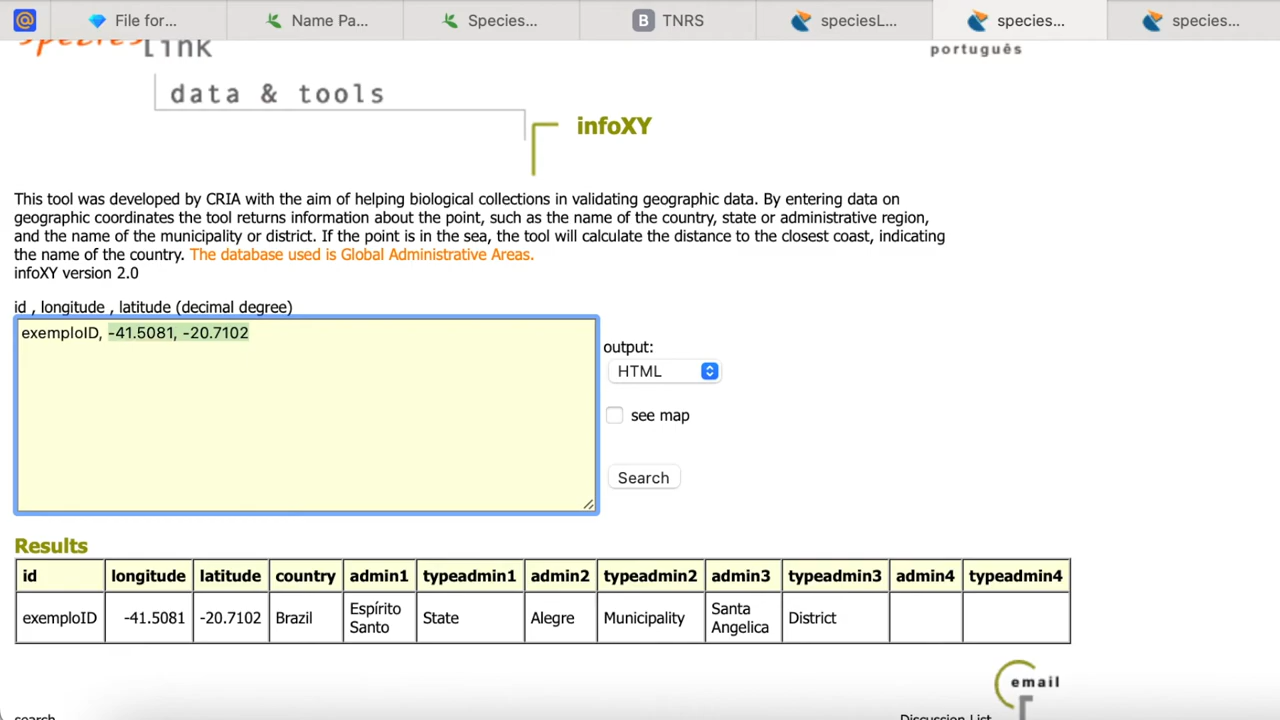 File for...
Name Pa...
Species...
B TNRS
speciesL...
species...
species...
species
Link
português
data & tools
infoXY
This tool was developed by CRIA with the aim of helping biological collections in validating geographic data. By entering data on
geographic coordinates the tool returns information about the point, such as the name of the country, state or administrative region,
and the name of the municipality or district. If the point is in the sea, the tool will calculate the distance to the closest coast, indicating
the name of the country. The database used is Global Administrative Areas.
infoXY version 2.0
id , longitude , latitude (decimal degree)
exemploID, -41.5081, -20.7102
output:
HTML
see map
Search
Results
id longitude latitude country admin1 typeadmin1 admin2 typeadmin2 admin3 typeadmin3 admin4 typeadmin4
exemploID -41.5081 -20.7102 Brazil Espírito Santo State Alegre Municipality Santa Angelica District
email
search
Discussion List